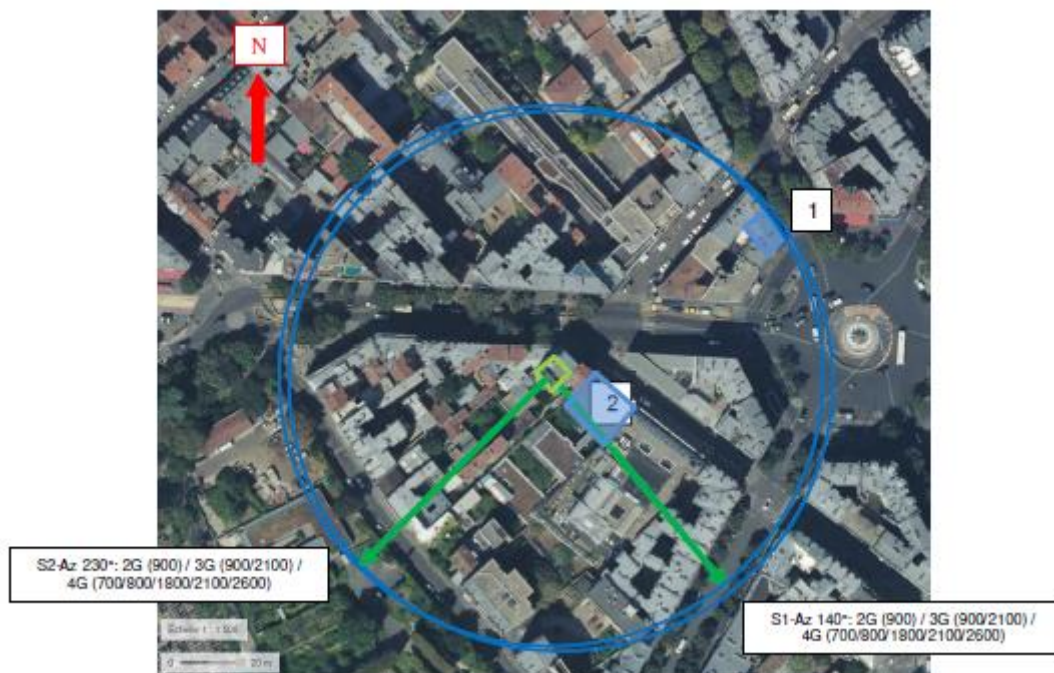 N
1
2
S2-Az 230°: 2G (900) / 3G (900/2100) /
4G (700/800/1800/2100/2600)
S1-Az 140°: 2G (900) / 3G (900/2100) /
4G (700/800/1800/2100/2600)
0 20 m